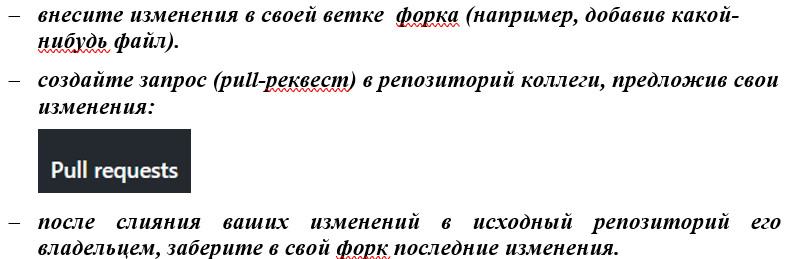 – внесите изменения в своей ветке форка (например, добавив какой-
нибудь файл).
– создайте запрос (pull-реквест) в репозиторий коллеги, предложив свои
изменения:
Pull requests
– после слияния ваших изменений в исходный репозиторий его
владельцем, заберите в свой форк последние изменения.